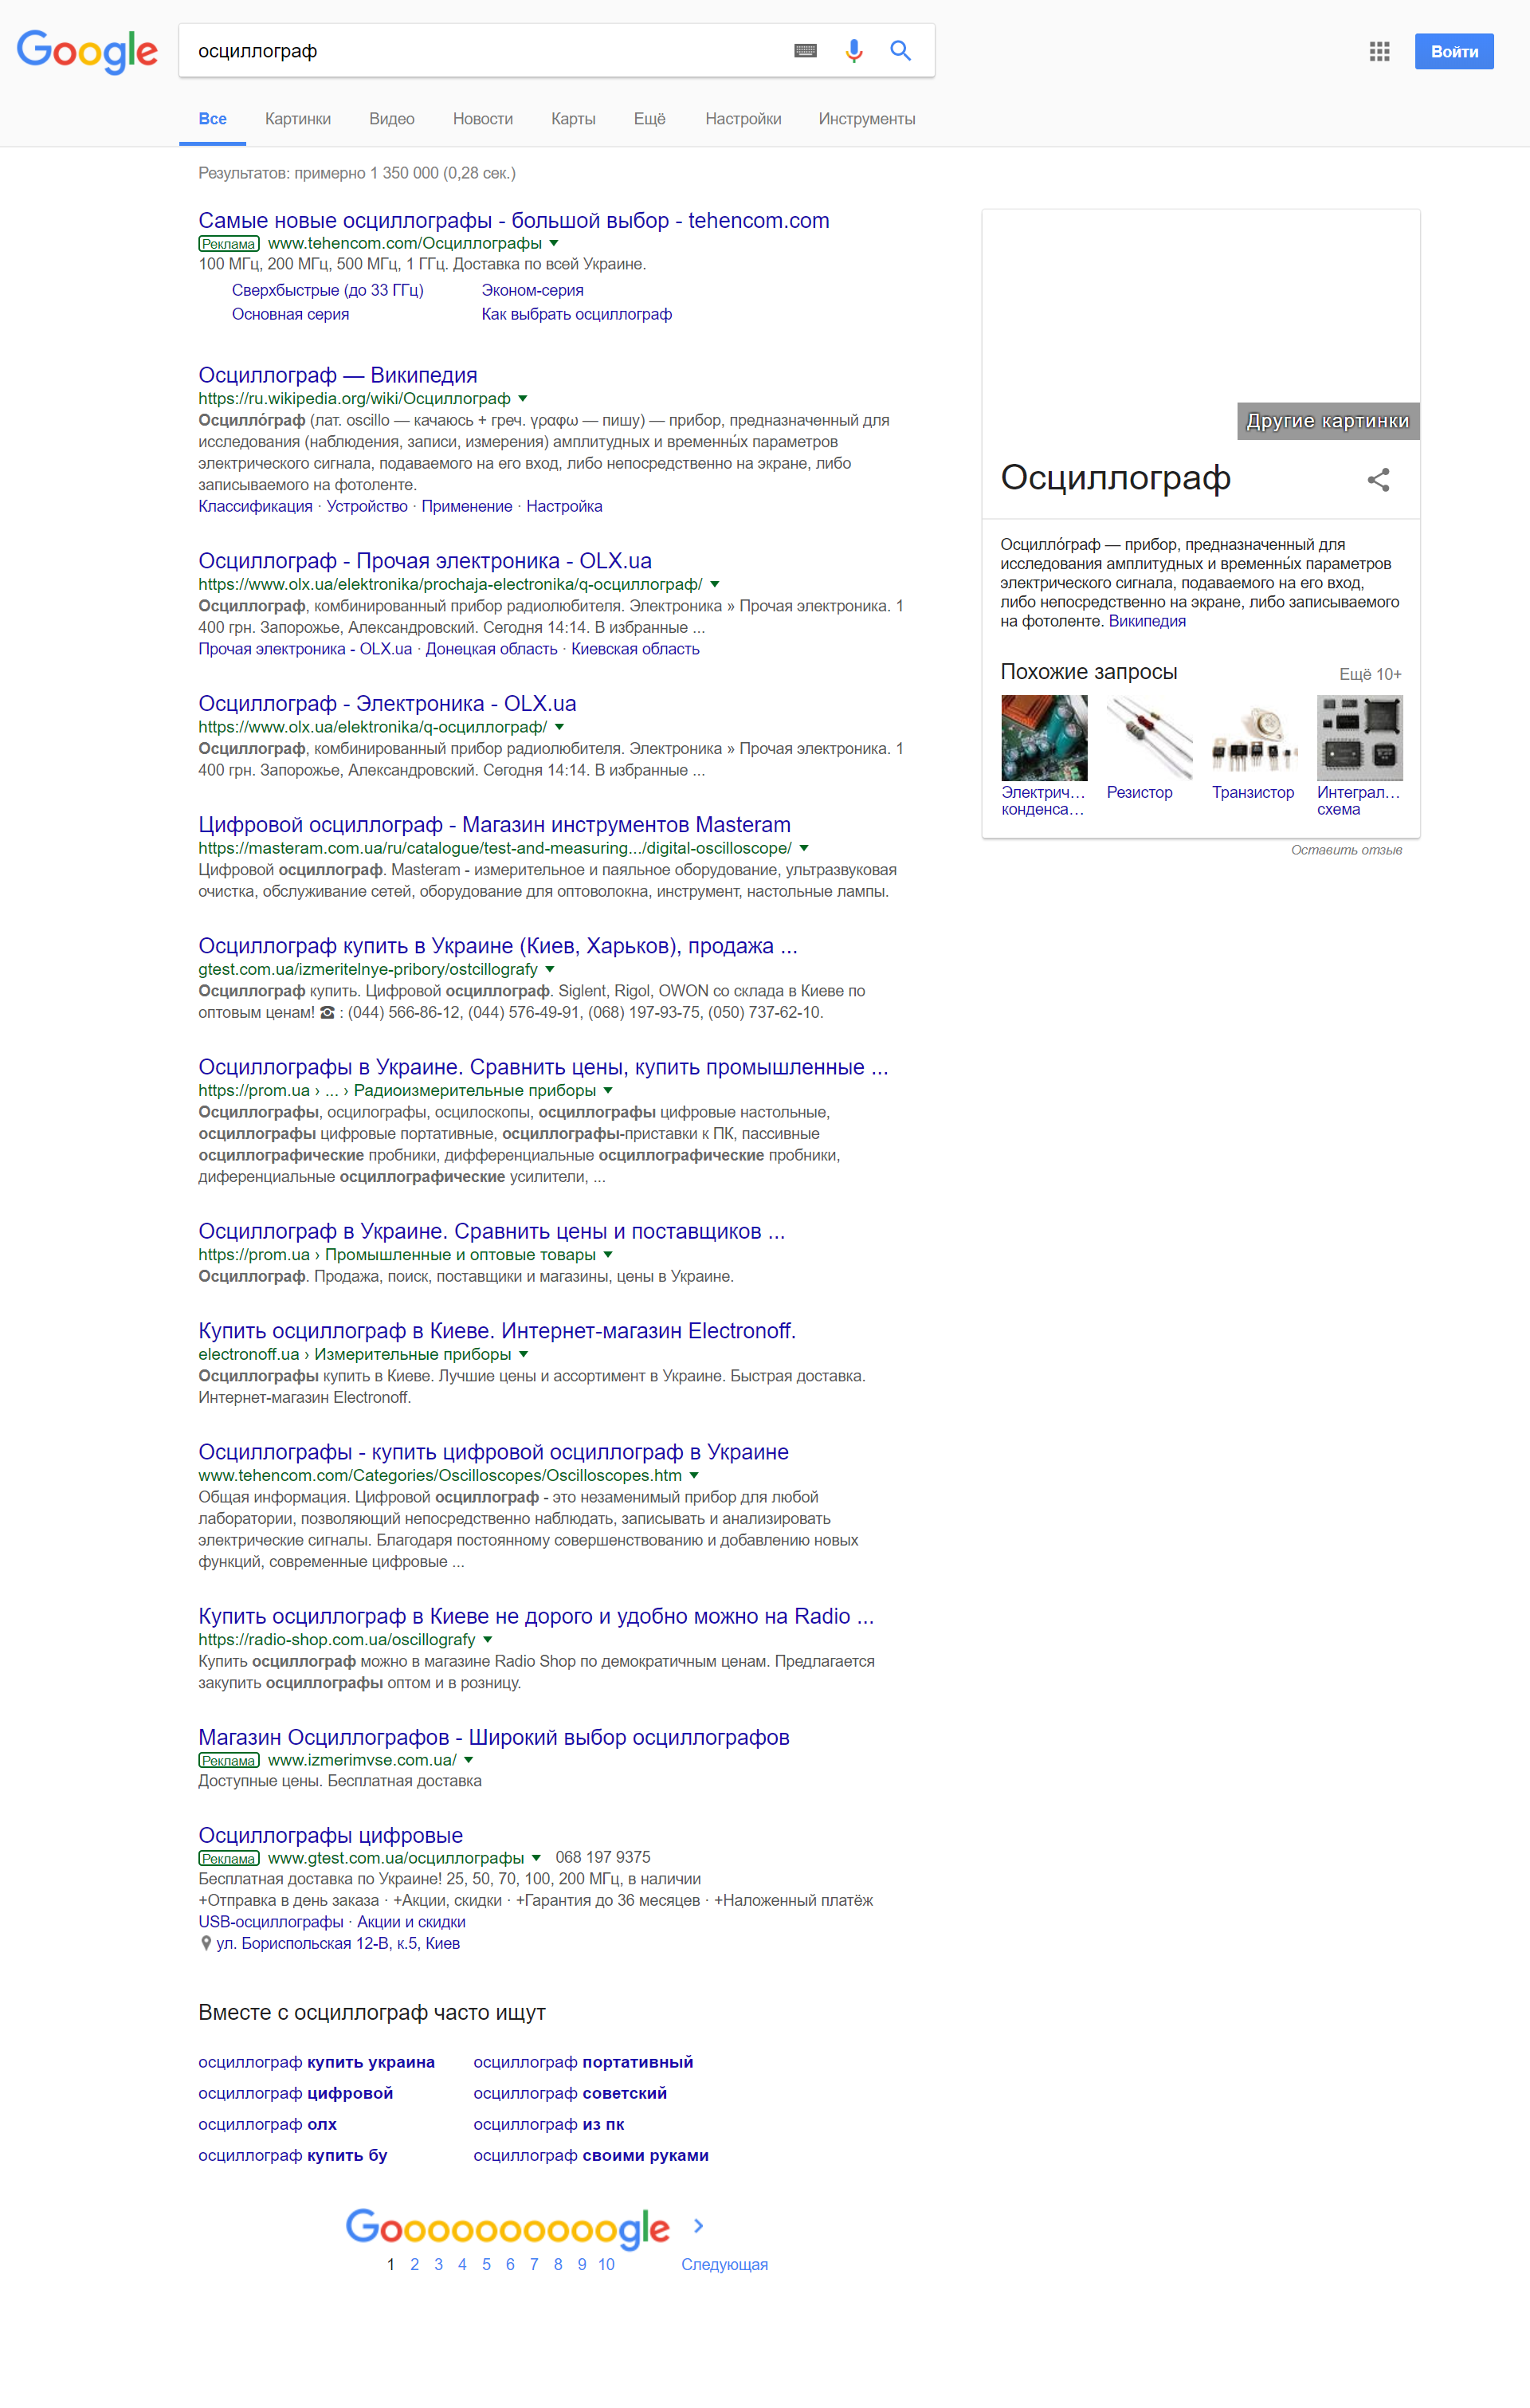 Google
осциллограф
Войти
Все Картинки Видео Новости Карты Ещё Настройки Инструменты
Результатов: примерно 1 350 000 (0,28 сек.)
Самые новые осциллографы - большой выбор - tehencom.com
Реклама www.tehencom.com/Осциллографы
100 МГц, 200 МГц, 500 МГц, 1 ГГц. Доставка по всей Украине.
Сверхбыстрые (до 33 ГГц) Эконом-серия
Основная серия Как выбрать осциллограф
Осциллограф — Википедия
https://ru.wikipedia.org/wiki/Осциллограф
Осцилло́граф (лат. oscillo — качаюсь + греч. γραφω — пишу) — прибор, предназначенный для
исследования (наблюдения, записи, измерения) амплитудных и временны́х параметров
электрического сигнала, подаваемого на его вход, либо непосредственно на экране, либо
записываемого на фотоленте.
Классификация · Устройство · Применение · Настройка
Осциллограф - Прочая электроника - OLX.ua
https://www.olx.ua/elektronika/prochaja-electronika/q-осциллограф/
Осциллограф, комбинированный прибор радиолюбителя. Электроника » Прочая электроника. 1
400 грн. Запорожье, Александровский. Сегодня 14:14. В избранные ...
Прочая электроника - OLX.ua · Донецкая область · Киевская область
Осциллограф - Электроника - OLX.ua
https://www.olx.ua/elektronika/q-осциллограф/
Осциллограф, комбинированный прибор радиолюбителя. Электроника » Прочая электроника. 1
400 грн. Запорожье, Александровский. Сегодня 14:14. В избранные ...
Цифровой осциллограф - Магазин инструментов Masteram
https://masteram.com.ua/ru/catalogue/test-and-measuring.../digital-oscilloscope/
Цифровой осциллограф. Masteram - измерительное и паяльное оборудование, ультразвуковая
очистка, обслуживание сетей, оборудование для оптоволокна, инструмент, настольные лампы.
Осциллограф купить в Украине (Киев, Харьков), продажа ...
gtest.com.ua/izmeritelnye-pribory/ostcillografy
Осциллограф купить. Цифровой осциллограф. Siglent, Rigol, OWON со склада в Киеве по
оптовым ценам! ☎ : (044) 566-86-12, (044) 576-49-91, (068) 197-93-75, (050) 737-62-10.
Осциллографы в Украине. Сравнить цены, купить промышленные ...
https://prom.ua › ... › Радиоизмерительные приборы
Осциллографы, осцилографы, осцилоскопы, осциллографы цифровые настольные,
осциллографы цифровые портативные, осциллографы-приставки к ПК, пассивные
осциллографические пробники, дифференциальные осциллографические пробники,
диференциальные осциллографические усилители, ...
Осциллограф в Украине. Сравнить цены и поставщиков ...
https://prom.ua › Промышленные и оптовые товары
Осциллограф. Продажа, поиск, поставщики и магазины, цены в Украине.
Купить осциллограф в Киеве. Интернет-магазин Electronoff.
electronoff.ua › Измерительные приборы
Осциллографы купить в Киеве. Лучшие цены и ассортимент в Украине. Быстрая доставка.
Интернет-магазин Electronoff.
Осциллографы - купить цифровой осциллограф в Украине
www.tehencom.com/Categories/Oscilloscopes/Oscilloscopes.htm
Общая информация. Цифровой осциллограф - это незаменимый прибор для любой
лаборатории, позволяющий непосредственно наблюдать, записывать и анализировать
электрические сигналы. Благодаря постоянному совершенствованию и добавлению новых
функций, современные цифровые ...
Купить осциллограф в Киеве не дорого и удобно можно на Radio ...
https://radio-shop.com.ua/oscillografy
Купить осциллограф можно в магазине Radio Shop по демократичным ценам. Предлагается
закупить осциллографы оптом и в розницу.
Магазин Осциллографов - Широкий выбор осциллографов
Реклама www.izmerimvse.com.ua/
Доступные цены. Бесплатная доставка
Осциллографы цифровые
Реклама www.gtest.com.ua/осциллографы 068 197 9375
Бесплатная доставка по Украине! 25, 50, 70, 100, 200 МГц, в наличии
+Отправка в день заказа · +Акции, скидки · +Гарантия до 36 месяцев · +Наложенный платёж
USB-осциллографы · Акции и скидки
ул. Бориспольская 12-В, к.5, Киев
Вместе с осциллограф часто ищут
осциллограф купить украина осциллограф портативный
осциллограф цифровой осциллограф советский
осциллограф олх осциллограф из пк
осциллограф купить бу осциллограф своими руками
Goooooooooogle
1 2 3 4 5 6 7 8 9 10 Следующая
Другие картинки
Осциллограф
Осцилло́граф — прибор, предназначенный для
исследования амплитудных и временны́х параметров
электрического сигнала, подаваемого на его вход,
либо непосредственно на экране, либо записываемого
на фотоленте. Википедия
Похожие запросы Ещё 10+
Электрич... Резистор Транзистор Интеграл...
конденса... схема
Оставить отзыв